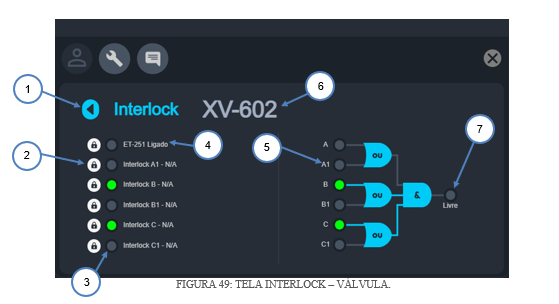 6
1
Interlock XV-602
7
ET-251 Ligado
4
A
ou
2
Interlock A1 - N/A
5
A1
Interlock B - N/A
B
ou
&
Livre
Interlock B1 - N/A
B1
Interlock C - N/A
C
ou
Interlock C1 - N/A
C1
3
FIGURA 49: TELA INTERLOCK – VÁLVULA.